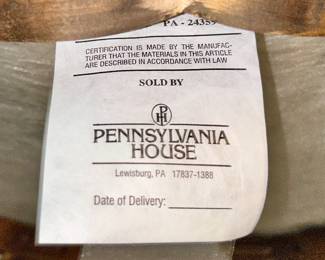 PA - 24359
CERTIFICATION IS MADE BY THE MANUFAC-
TURER THAT THE MATERIALS IN THIS ARTICLE
ARE DESCRIBED IN ACCORDANCE WITH LAW
SOLD BY
PH
PENNSYLVANIA
HOUSE
Lewisburg, PA 17837-1388
Date of Delivery: